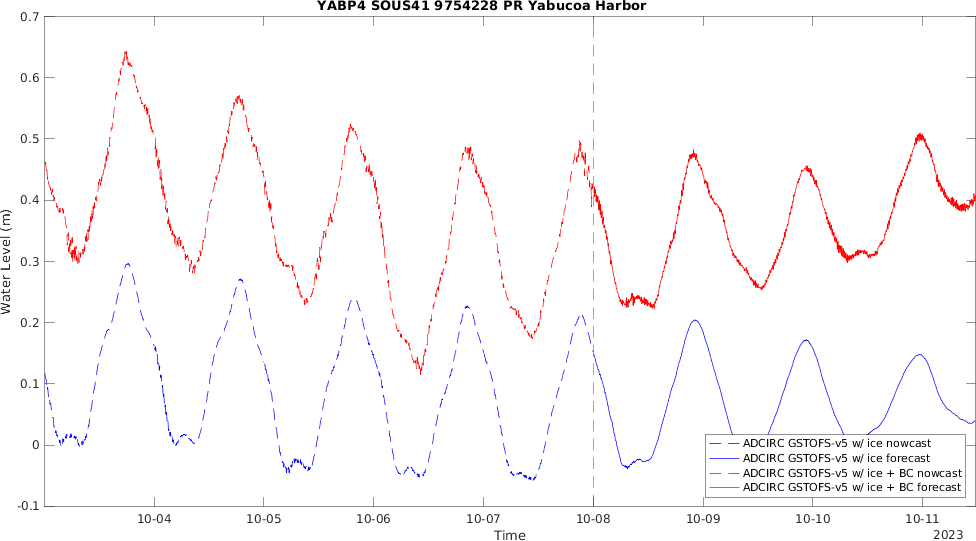 YABP4 SOUS41 9754228 PR Yabucoa Harbor
0.7
0.6
0.5
0.4
0.3
0.2
0.1
0
-0.1
Water Level (m)
10-04
10-05
10-06
10-07
10-08
10-09
10-10
10-11
Time
2023
ADCIRC GSTOFS-v5 w/ ice nowcast
ADCIRC GSTOFS-v5 w/ ice forecast
ADCIRC GSTOFS-v5 w/ ice + BC nowcast
ADCIRC GSTOFS-v5 w/ ice + BC forecast